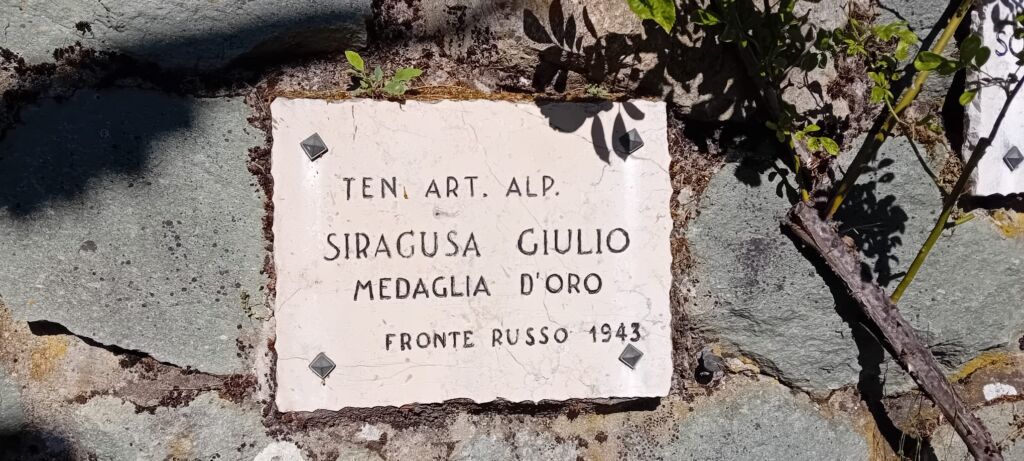 TEN. ART. ALP.
SIRAGUSA GIULIO
MEDAGLIA D'ORO
FRONTE RUSSO 1943